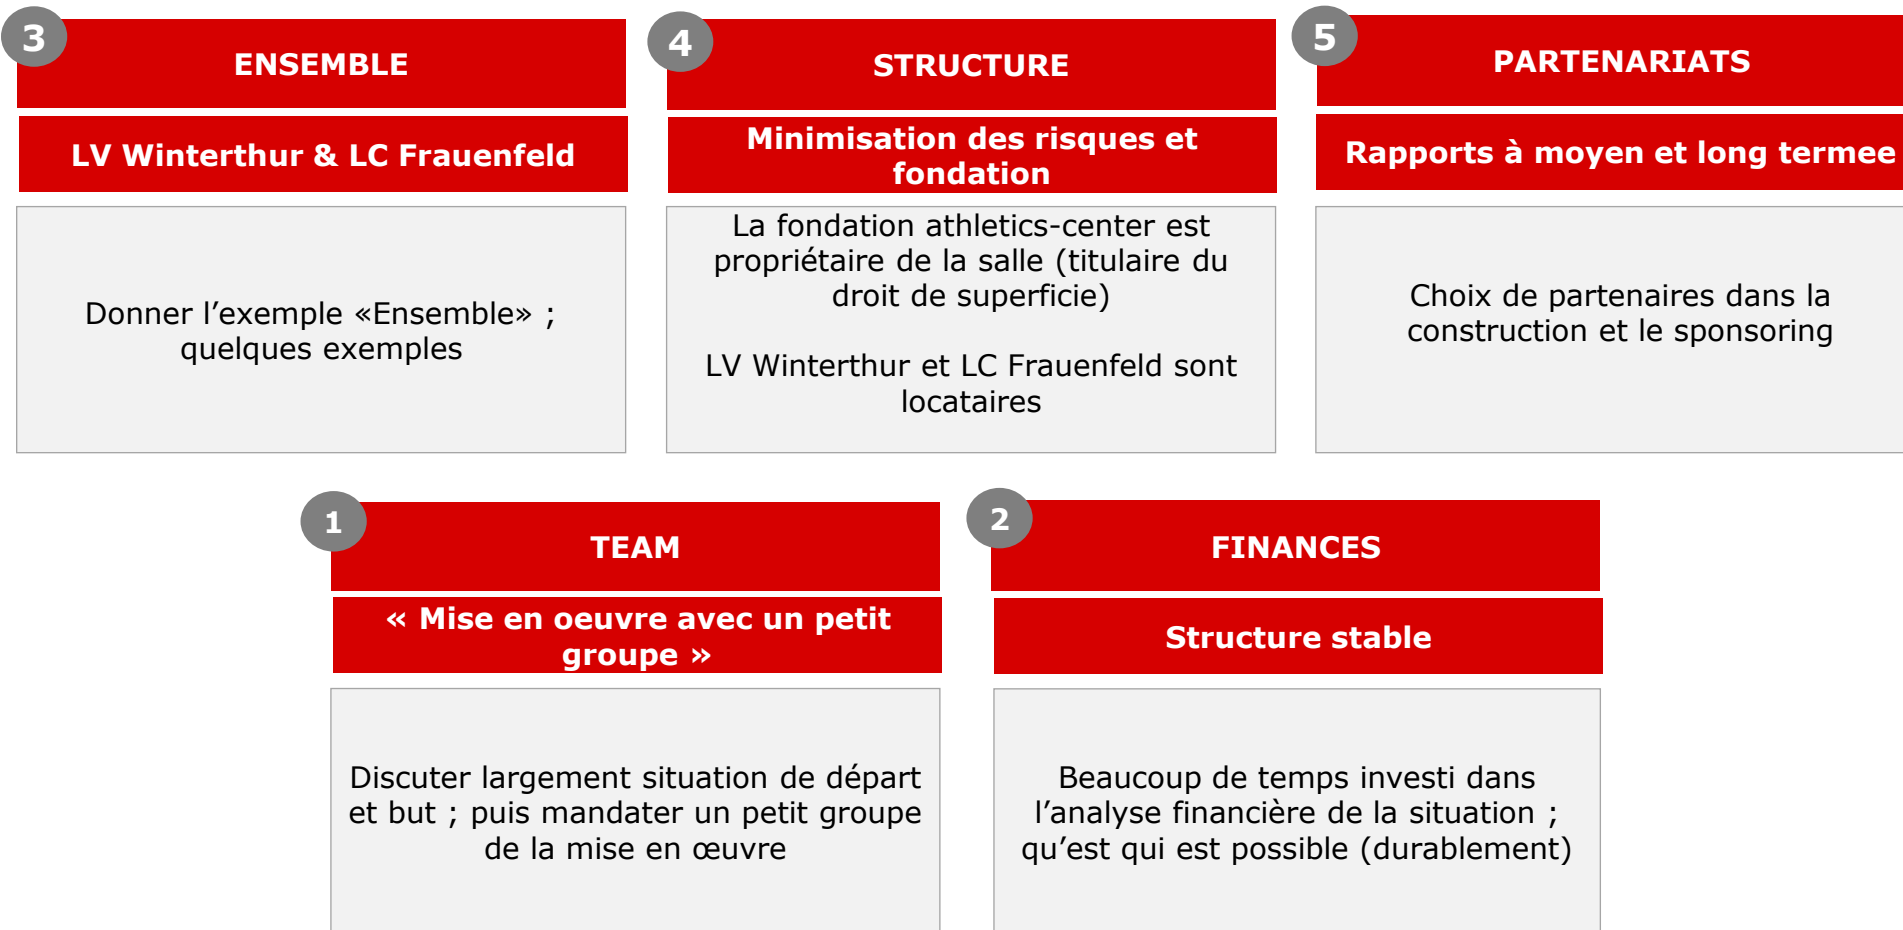 3
ENSEMBLE
LV Winterthur & LC Frauenfeld
Donner l’exemple «Ensemble» ;
quelques exemples
4
STRUCTURE
Minimisation des risques et
fondation
La fondation athletics-center est
propriétaire de la salle (titulaire du
droit de superficie)
LV Winterthur et LC Frauenfeld sont
locataires
5
PARTENARIATS
Rapports à moyen et long termee
Choix de partenaires dans la
construction et le sponsoring
1
TEAM
« Mise en oeuvre avec un petit
groupe »
Discuter largement situation de départ
et but ; puis mandater un petit groupe
de la mise en œuvre
2
FINANCES
Structure stable
Beaucoup de temps investi dans
l’analyse financière de la situation ;
qu’est qui est possible (durablement)